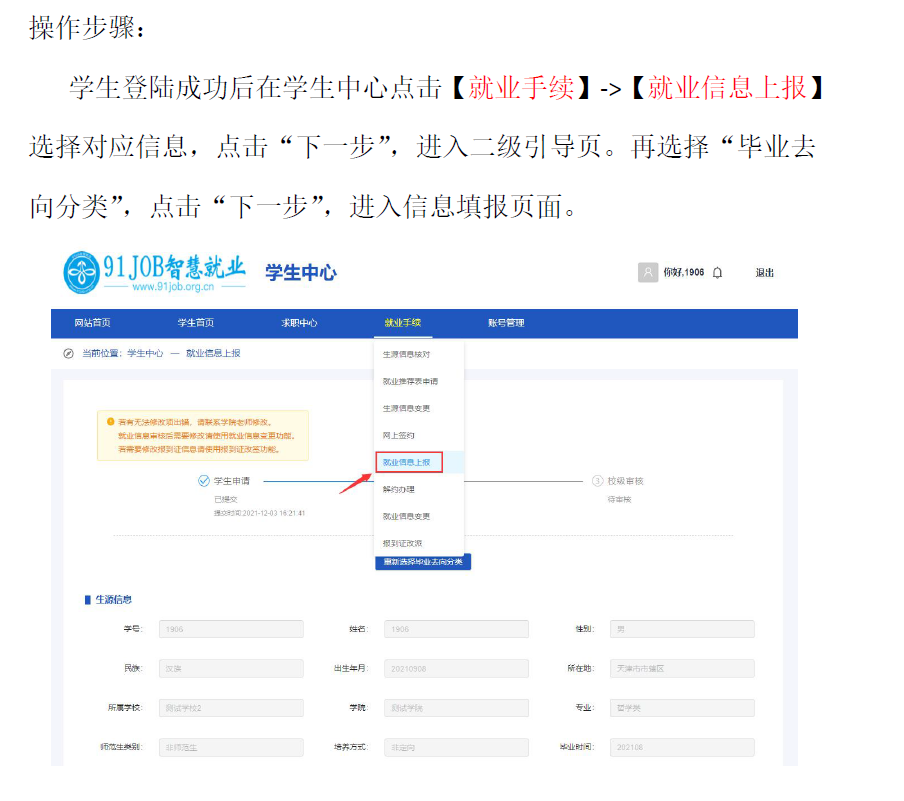 操作步骤：
学生登陆成功后在学生中心点击【就业手续】->【就业信息上报】
选择对应信息，点击“下一步”，进入二级引导页。再选择“毕业去
向分类”，点击“下一步”，进入信息填报页面。
91JOB智慧就业 学生中心
www.91job.org.cn
你好,1906 退出
网站首页 学生首页 求职中心 就业手续 账号管理
当前位置：学生中心 — 就业信息上报
生源信息核对
就业推荐表申请
生源信息变更
网上签约
就业信息上报
解约办理
就业信息变更
报到证改派
若有无法修改项出错，请联系学院老师修改。
就业信息审核后需要修改请使用就业信息变更功能。
若需要修改报到证信息请使用报到证改签功能。
学生申请
已提交
提交时间:2021-12-03 16:21:41
3 校级审核
待审核
重新选择毕业去向分类
生源信息
学号: 1906 姓名: 1906 性别: 男
民族: 汉族 出生年月: 20210908 所在地: 天津市市辖区
所属学校: 测试学校2 学院: 测试学院 专业: 哲学类
师范生类别: 非师范生 培养方式: 非定向 毕业时间: 202108